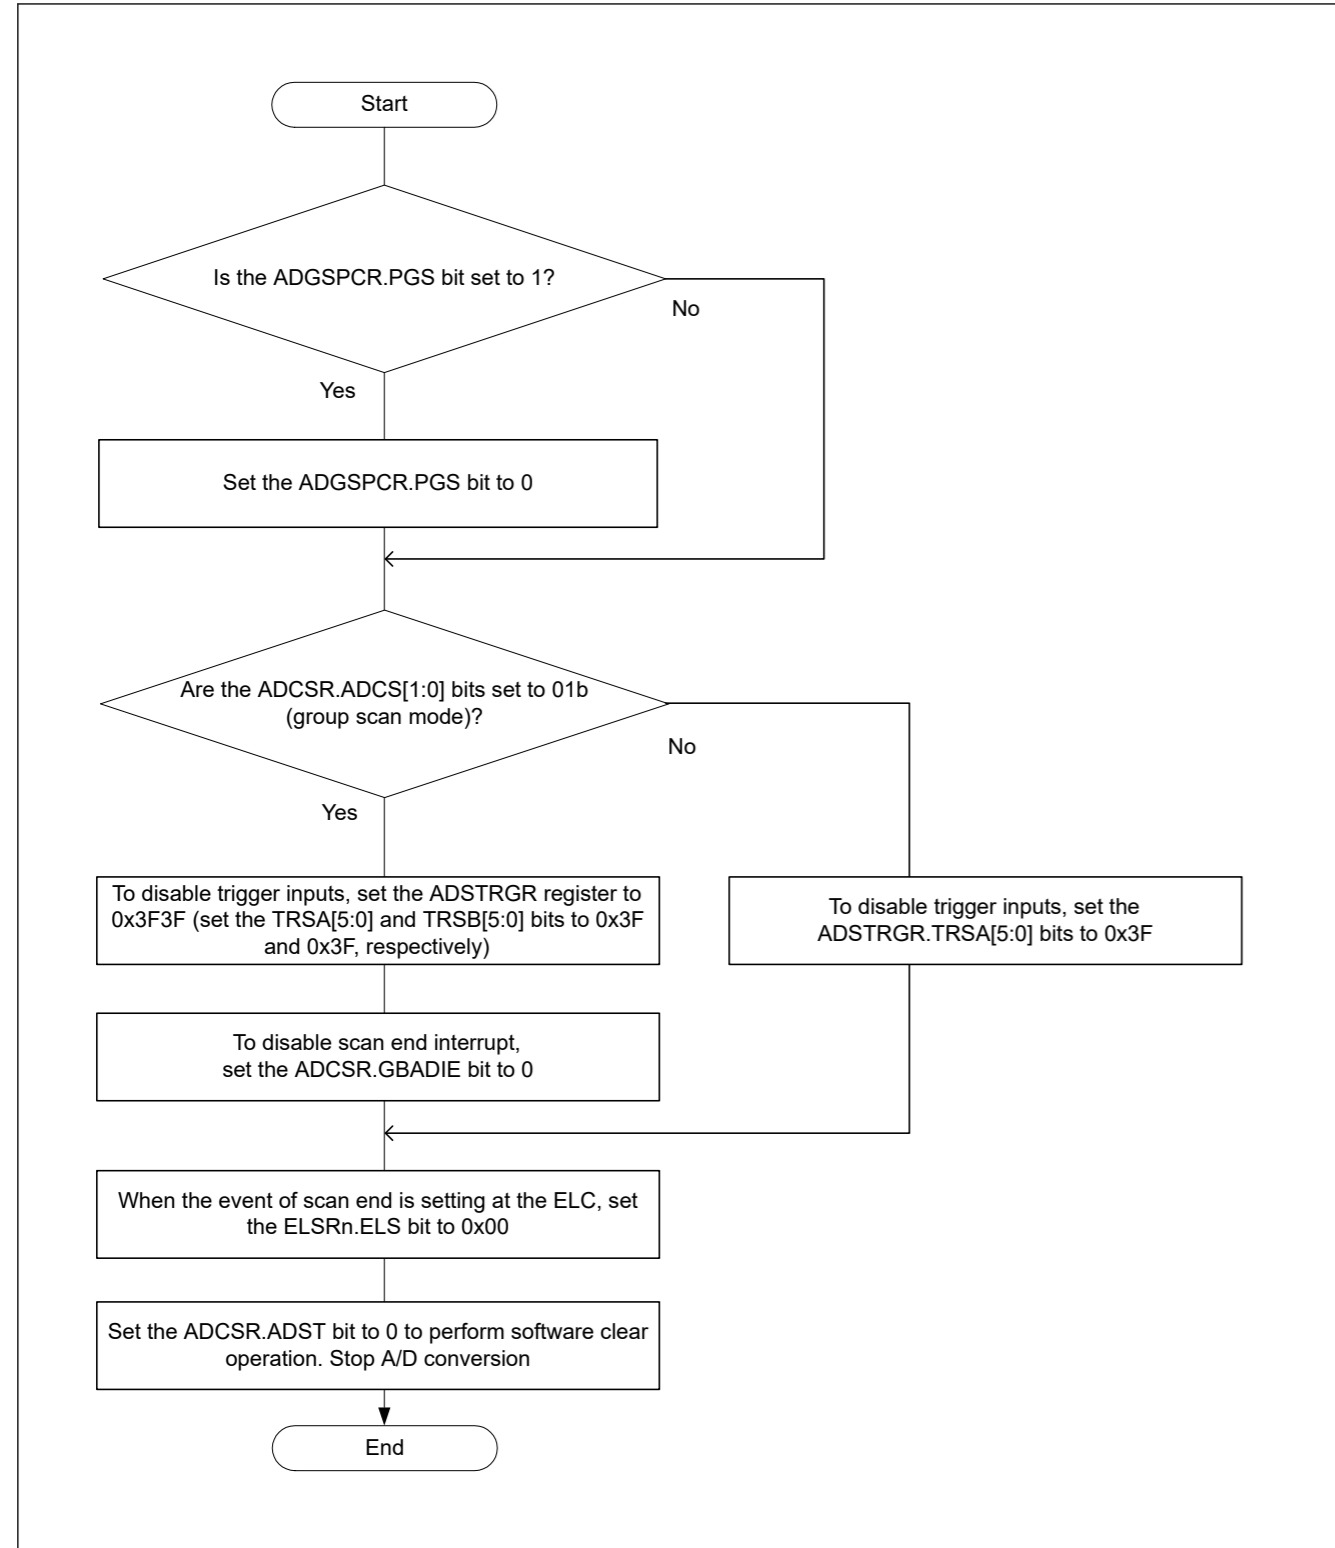 Start
Is the ADGSPCR.PGS bit set to 1?
No
Yes
Set the ADGSPCR.PGS bit to 0
Are the ADCSR.ADCS[1:0] bits set to 01b
(group scan mode)?
No
Yes
To disable trigger inputs, set the ADSTRGR register to
0x3F3F (set the TRSA[5:0] and TRSB[5:0] bits to 0x3F
and 0x3F, respectively)
To disable trigger inputs, set the
ADSTRGR.TRSA[5:0] bits to 0x3F
To disable scan end interrupt,
set the ADCSR.GBADIE bit to 0
When the event of scan end is setting at the ELC, set
the ELSRn.ELS bit to 0x00
Set the ADCSR.ADST bit to 0 to perform software clear
operation. Stop A/D conversion
End